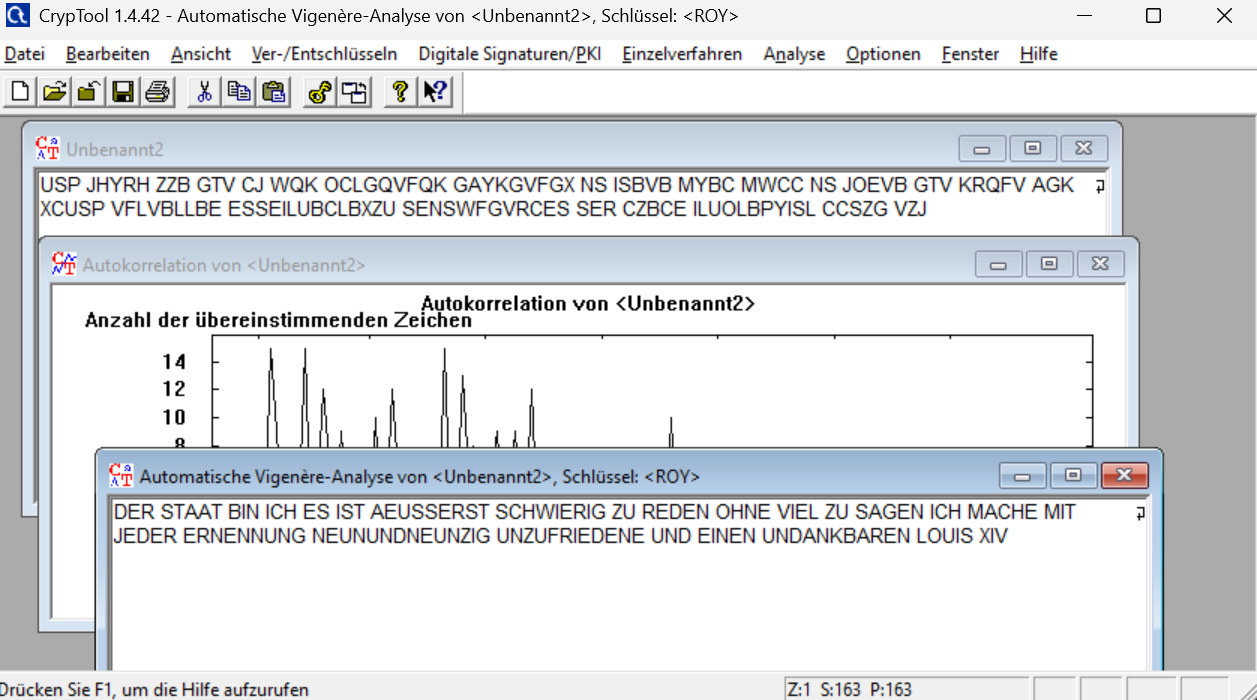 CrypTool 1.4.42 - Automatische Vigenère-Analyse von <Unbenannt2>, Schlüssel: <ROY>
Datei Bearbeiten Ansicht Ver-/Entschlüsseln Digitale Signaturen/PKI Einzelverfahren Analyse Optionen Fenster Hilfe
Unbenannt2
USP JHYRH ZZB GTV CJ WQK OCLGQVFQK GAYKGVFGX NS ISBVB MYBC MWCC NS JOEVB GTV KRQFV AGK
XCUSP VFLVBLLBE ESSEILUBCLBXZU SENSWFGVRCES SER CZBCE ILUOLBPYISL CCSZG VZJ
Autokorrelation von <Unbenannt2>
Autokorrelation von <Unbenannt2>
Anzahl der übereinstimmenden Zeichen
14
12
10
8
Automatische Vigenère-Analyse von <Unbenannt2>, Schlüssel: <ROY>
DER STAAT BIN ICH ES IST AEUSSERST SCHWIERIG ZU REDEN OHNE VIEL ZU SAGEN ICH MACHE MIT
JEDER ERNENNUNG NEUNUNDNEUNZIG UNZUFRIEDENE UND EINEN UNDANKBAREN LOUIS XIV
Drücken Sie F1, um die Hilfe aufzurufen
Z:1 S:163 P:163